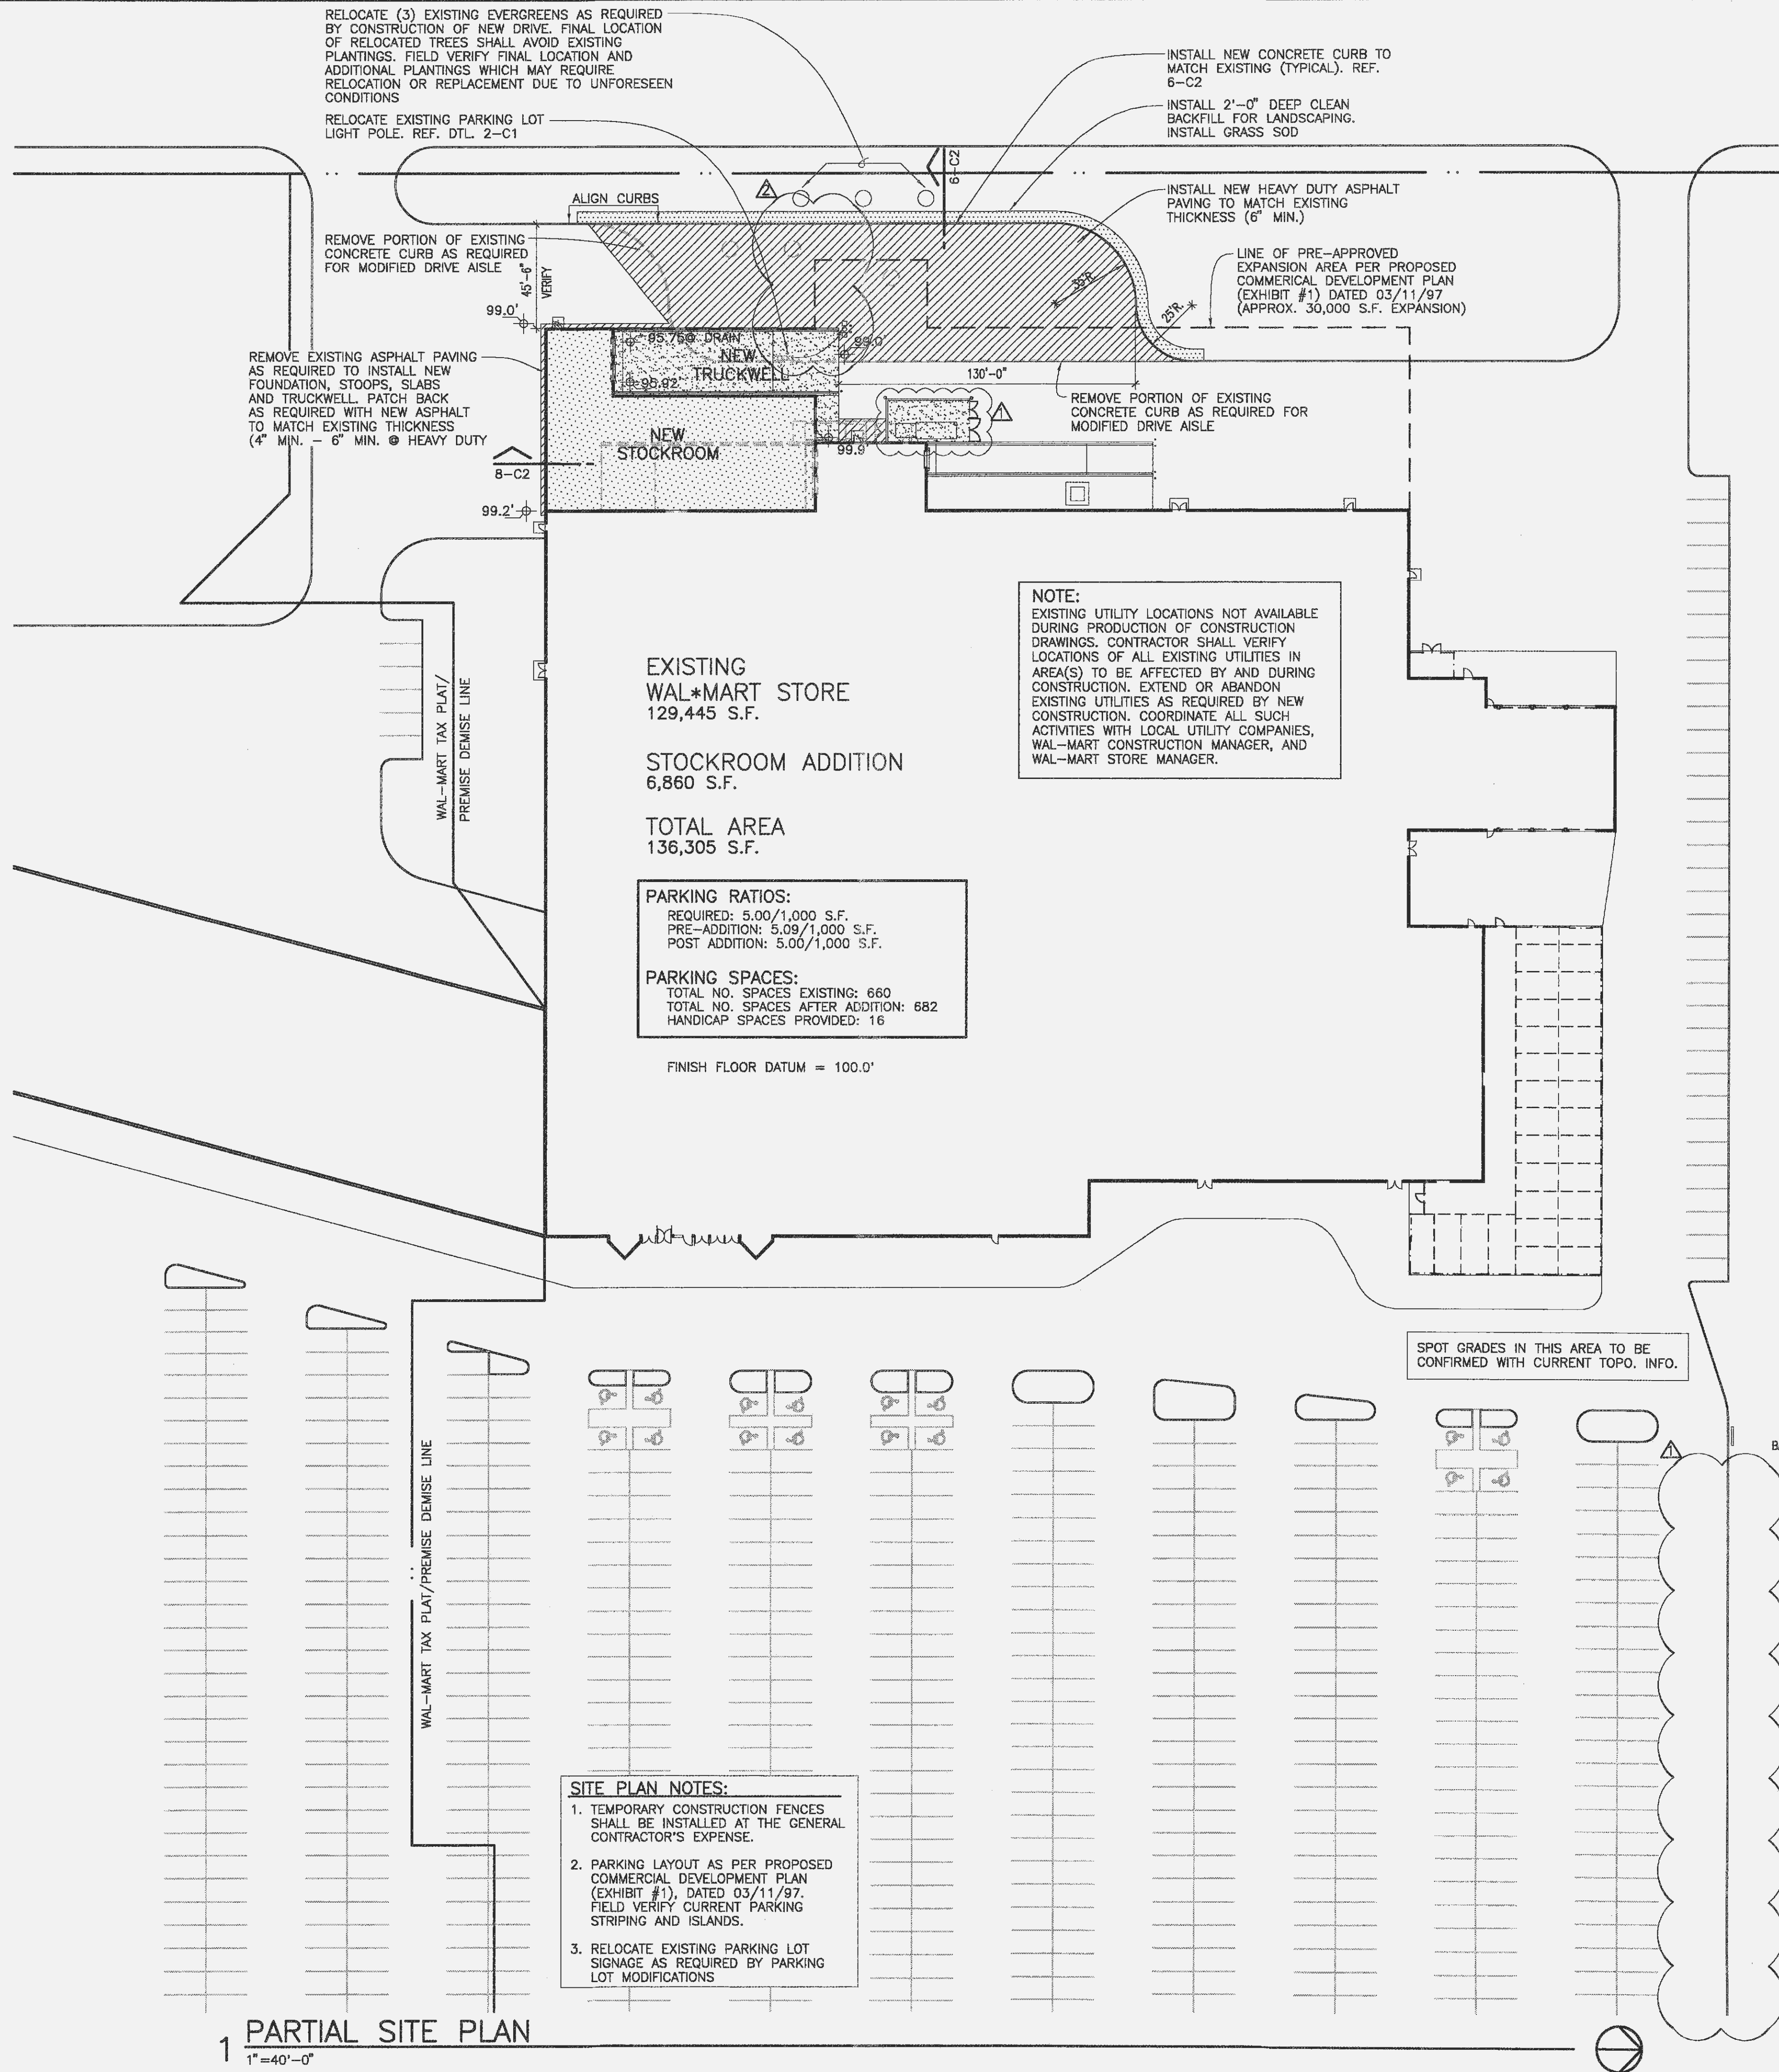 RELOCATE (3) EXISTING EVERGREENS AS REQUIRED
BY CONSTRUCTION OF NEW DRIVE. FINAL LOCATION
OF RELOCATED TREES SHALL AVOID EXISTING
PLANTINGS. FIELD VERIFY FINAL LOCATION AND
ADDITIONAL PLANTINGS WHICH MAY REQUIRE
RELOCATION OR REPLACEMENT DUE TO UNFORESEEN
CONDITIONS
RELOCATE EXISTING PARKING LOT
LIGHT POLE. REF. DTL. 2-C1
INSTALL NEW CONCRETE CURB TO
MATCH EXISTING (TYPICAL). REF.
6-C2
INSTALL 2'-0" DEEP CLEAN
BACKFILL FOR LANDSCAPING.
INSTALL GRASS SOD
6-C2
2
ALIGN CURBS
INSTALL NEW HEAVY DUTY ASPHALT
PAVING TO MATCH EXISTING
THICKNESS (6" MIN.)
REMOVE PORTION OF EXISTING
CONCRETE CURB AS REQUIRED
FOR MODIFIED DRIVE AISLE
45'-6"
VERIFY
LINE OF PRE-APPROVED
EXPANSION AREA PER PROPOSED
COMMERICAL DEVELOPMENT PLAN
(EXHIBIT #1) DATED 03/11/97
(APPROX. 30,000 S.F. EXPANSION)
35'R.
25'R.
99.0'
95.75@ DRAIN
99.0'
NEW
TRUCKWELL
95.92
130'-0"
REMOVE EXISTING ASPHALT PAVING
AS REQUIRED TO INSTALL NEW
FOUNDATION, STOOPS, SLABS
AND TRUCKWELL. PATCH BACK
AS REQUIRED WITH NEW ASPHALT
TO MATCH EXISTING THICKNESS
(4" MIN. - 6" MIN. @ HEAVY DUTY
REMOVE PORTION OF EXISTING
CONCRETE CURB AS REQUIRED FOR
MODIFIED DRIVE AISLE
1
NEW
STOCKROOM
99.9'
8-C2
99.2'
NOTE:
EXISTING UTILITY LOCATIONS NOT AVAILABLE
DURING PRODUCTION OF CONSTRUCTION
DRAWINGS. CONTRACTOR SHALL VERIFY
LOCATIONS OF ALL EXISTING UTILITIES IN
AREA(S) TO BE AFFECTED BY AND DURING
CONSTRUCTION. EXTEND OR ABANDON
EXISTING UTILITIES AS REQUIRED BY NEW
CONSTRUCTION. COORDINATE ALL SUCH
ACTIVITIES WITH LOCAL UTILITY COMPANIES,
WAL-MART CONSTRUCTION MANAGER, AND
WAL-MART STORE MANAGER.
WAL-MART TAX PLAT/
PREMISE DEMISE LINE
EXISTING
WAL*MART STORE
129,445 S.F.
STOCKROOM ADDITION
6,860 S.F.
TOTAL AREA
136,305 S.F.
PARKING RATIOS:
REQUIRED: 5.00/1,000 S.F.
PRE-ADDITION: 5.09/1,000 S.F.
POST ADDITION: 5.00/1,000 S.F.
PARKING SPACES:
TOTAL NO. SPACES EXISTING: 660
TOTAL NO. SPACES AFTER ADDITION: 682
HANDICAP SPACES PROVIDED: 16
FINISH FLOOR DATUM = 100.0'
SPOT GRADES IN THIS AREA TO BE
CONFIRMED WITH CURRENT TOPO. INFO.
1
WAL-MART TAX PLAT/PREMISE DEMISE LINE
SITE PLAN NOTES:
1. TEMPORARY CONSTRUCTION FENCES
SHALL BE INSTALLED AT THE GENERAL
CONTRACTOR'S EXPENSE.
2. PARKING LAYOUT AS PER PROPOSED
COMMERCIAL DEVELOPMENT PLAN
(EXHIBIT #1), DATED 03/11/97.
FIELD VERIFY CURRENT PARKING
STRIPING AND ISLANDS.
3. RELOCATE EXISTING PARKING LOT
SIGNAGE AS REQUIRED BY PARKING
LOT MODIFICATIONS
1 PARTIAL SITE PLAN
1"=40'-0"